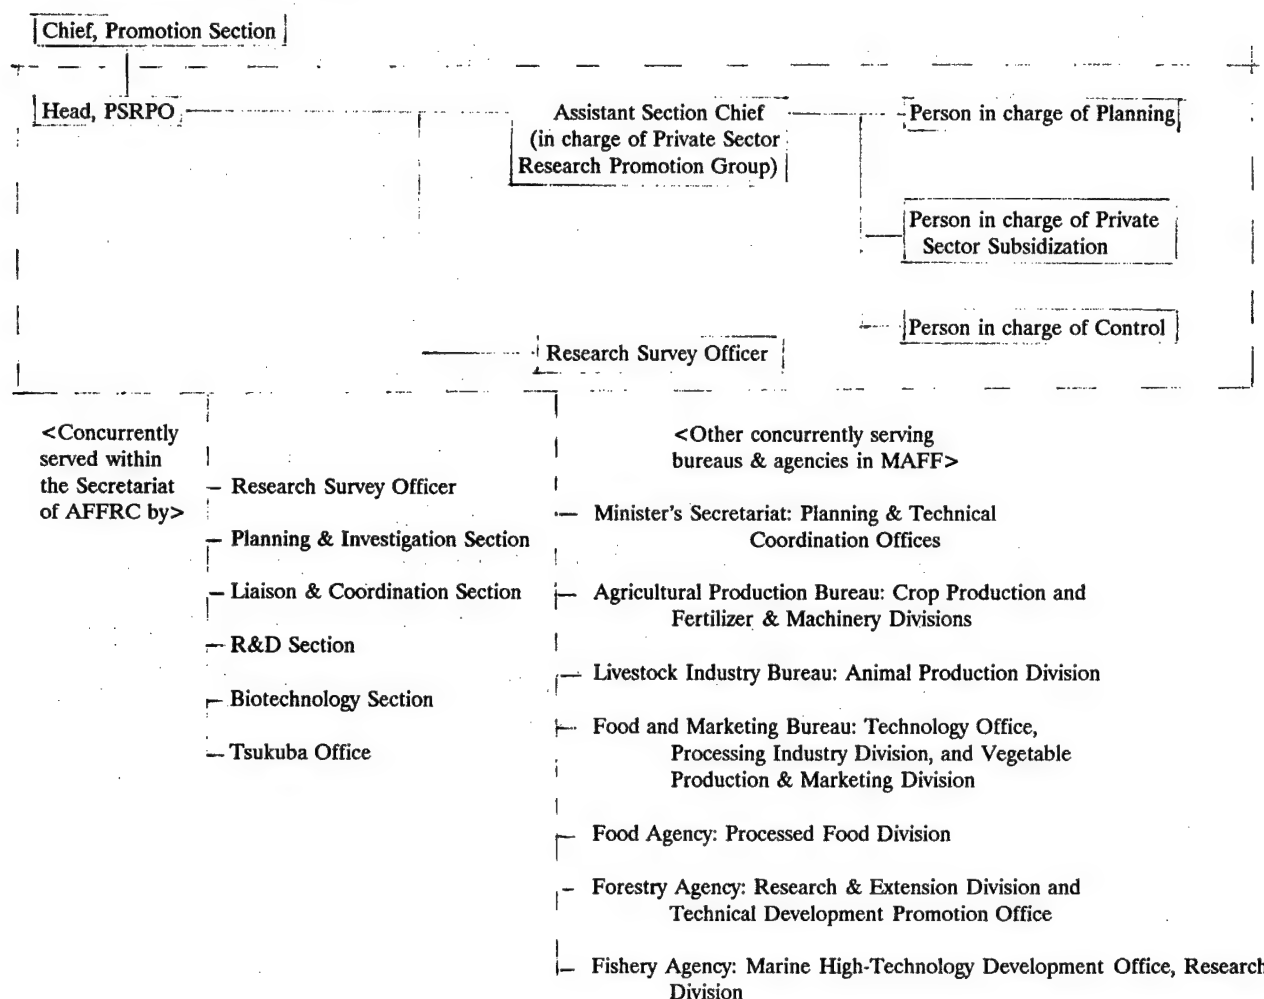 Chief, Promotion Section
Head, PSRPO
Assistant Section Chief
(in charge of Private Sector
Research Promotion Group)
Person in charge of Planning
Person in charge of Private
Sector Subsidization
Person in charge of Control
Research Survey Officer
<Concurrently
served within
the Secretariat
of AFFRC by>
Research Survey Officer
Planning & Investigation Section
Liaison & Coordination Section
R&D Section
Biotechnology Section
Tsukuba Office
<Other concurrently serving
bureaus & agencies in MAFF>
Minister's Secretariat: Planning & Technical
Coordination Offices
Agricultural Production Bureau: Crop Production and
Fertilizer & Machinery Divisions
Livestock Industry Bureau: Animal Production Division
Food and Marketing Bureau: Technology Office,
Processing Industry Division, and Vegetable
Production & Marketing Division
Food Agency: Processed Food Division
Forestry Agency: Research & Extension Division and
Technical Development Promotion Office
Fishery Agency: Marine High-Technology Development Office, Research
Division